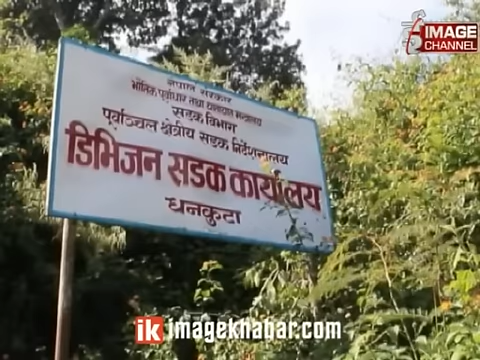 IMAGE
CHANNEL
नेपाल सरकार
भौतिक पूर्वाधार तथा यातायात मन्त्रालय
सडक विभाग
पूर्वाञ्चल क्षेत्रीय सडक निर्देशनालय
डिभिजन सडक कार्यालय
धनकुटा
ik imagekhabar.com